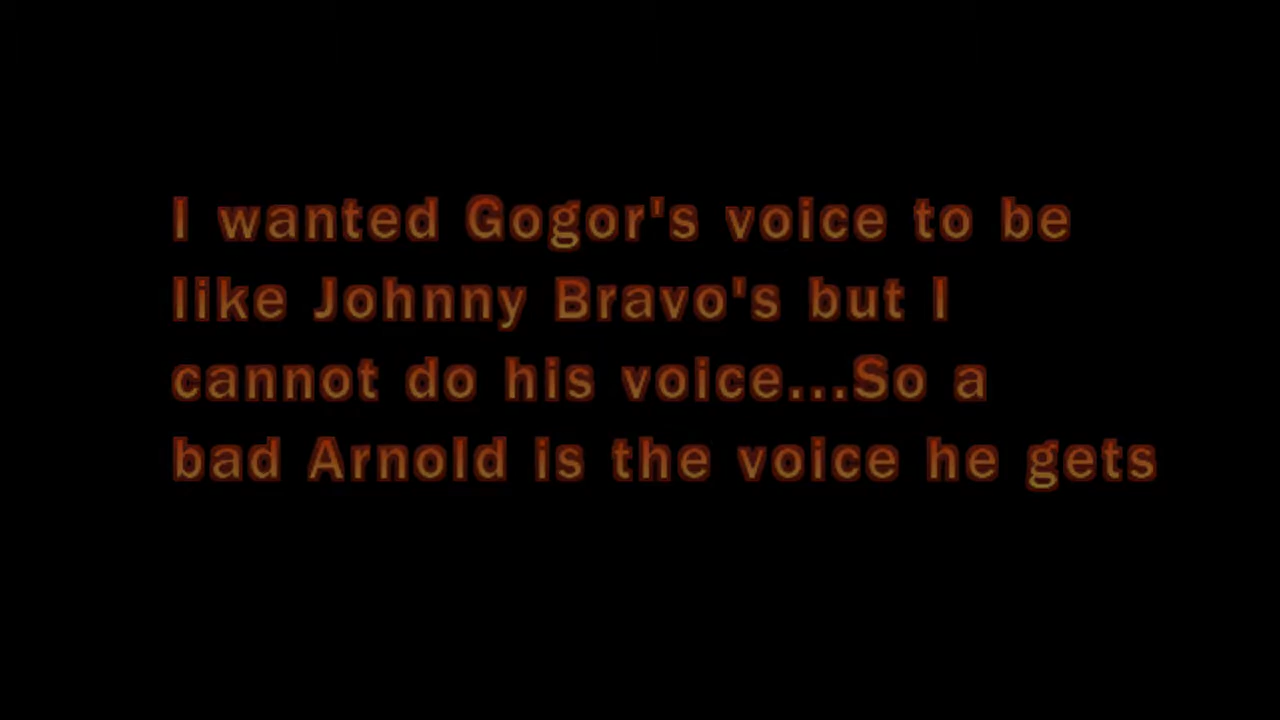 I wanted Gogor's voice to be
like Johnny Bravo's but I
cannot do his voice...So a
bad Arnold is the voice he gets